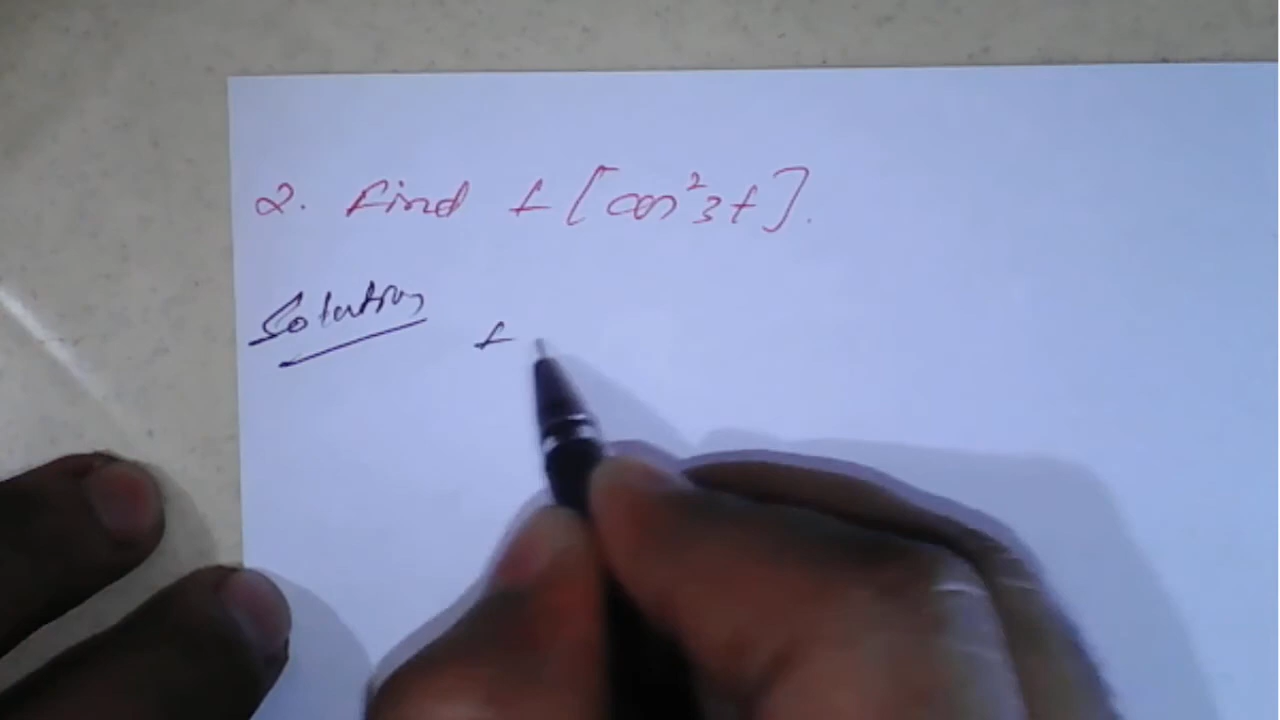 2. Find Ł [cos²3t].
Solution Ł